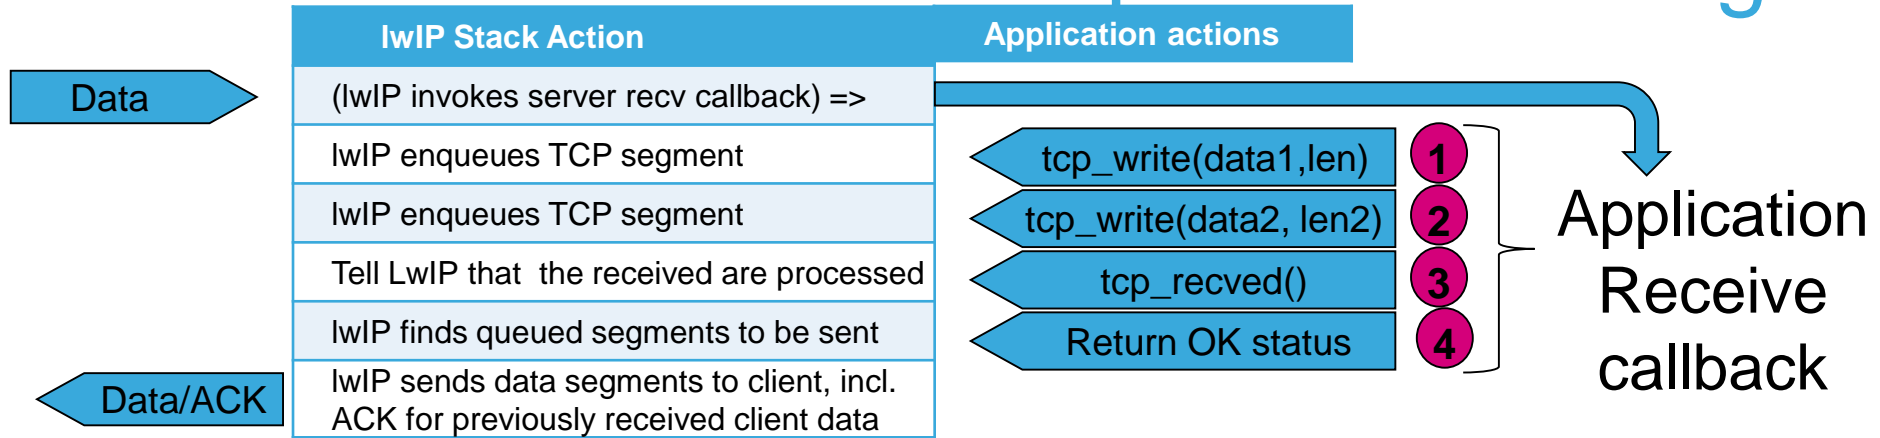 lwIP Stack Action
Application actions
Data
(lwIP invokes server recv callback) =>
lwIP enqueues TCP segment
tcp_write(data1,len)
1
lwIP enqueues TCP segment
tcp_write(data2, len2)
2
Tell LwIP that the received are processed
tcp_recved()
3
lwIP finds queued segments to be sent
Return OK status
4
Application
Receive
callback
Data/ACK
lwIP sends data segments to client, incl.
ACK for previously received client data